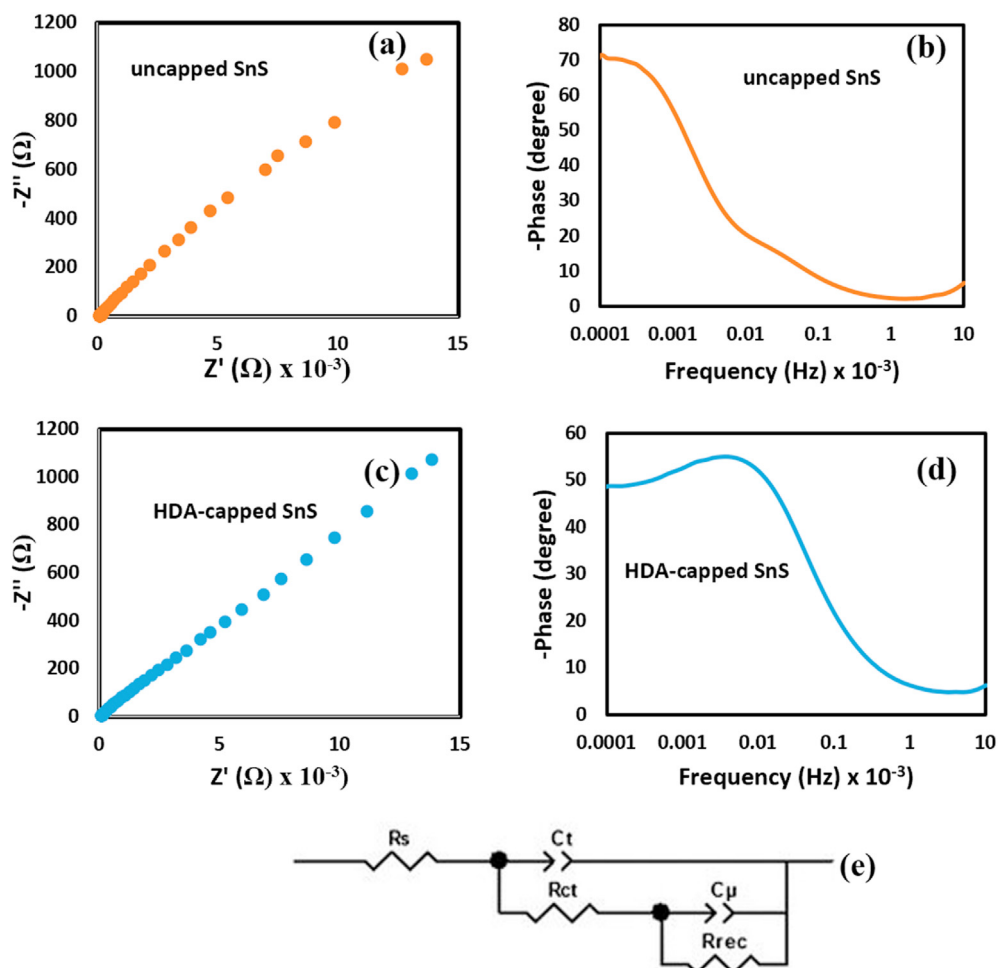 (a)
uncapped SnS
1200
1000
800
600
400
200
0
-Z'' (Ω)
0 5 10 15
Z' (Ω) x 10-3)
(b)
uncapped SnS
80
70
60
50
40
30
20
10
0
-Phase (degree)
0.0001 0.001 0.01 0.1 1 10
Frequency (Hz) x 10-3)
(c)
HDA-capped SnS
1200
1000
800
600
400
200
0
-Z'' (Ω)
0 5 10 15
Z' (Ω) x 10-3)
(d)
HDA-capped SnS
60
50
40
30
20
10
0
-Phase (degree)
0.0001 0.001 0.01 0.1 1 10
Frequency (Hz) x 10-3)
Rs Ct (e)
Rct Cμ
Rrec